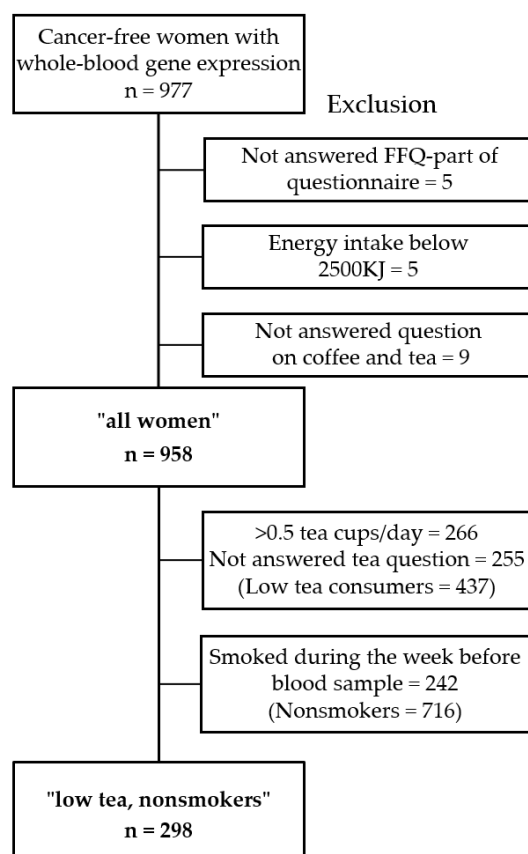 Cancer-free women with
whole-blood gene expression
n = 977
Exclusion
Not answered FFQ-part of
questionnaire = 5
Energy intake below
2500KJ = 5
Not answered question
on coffee and tea = 9
"all women"
n = 958
>0.5 tea cups/day = 266
Not answered tea question = 255
(Low tea consumers = 437)
Smoked during the week before
blood sample = 242
(Nonsmokers = 716)
"low tea, nonsmokers"
n = 298